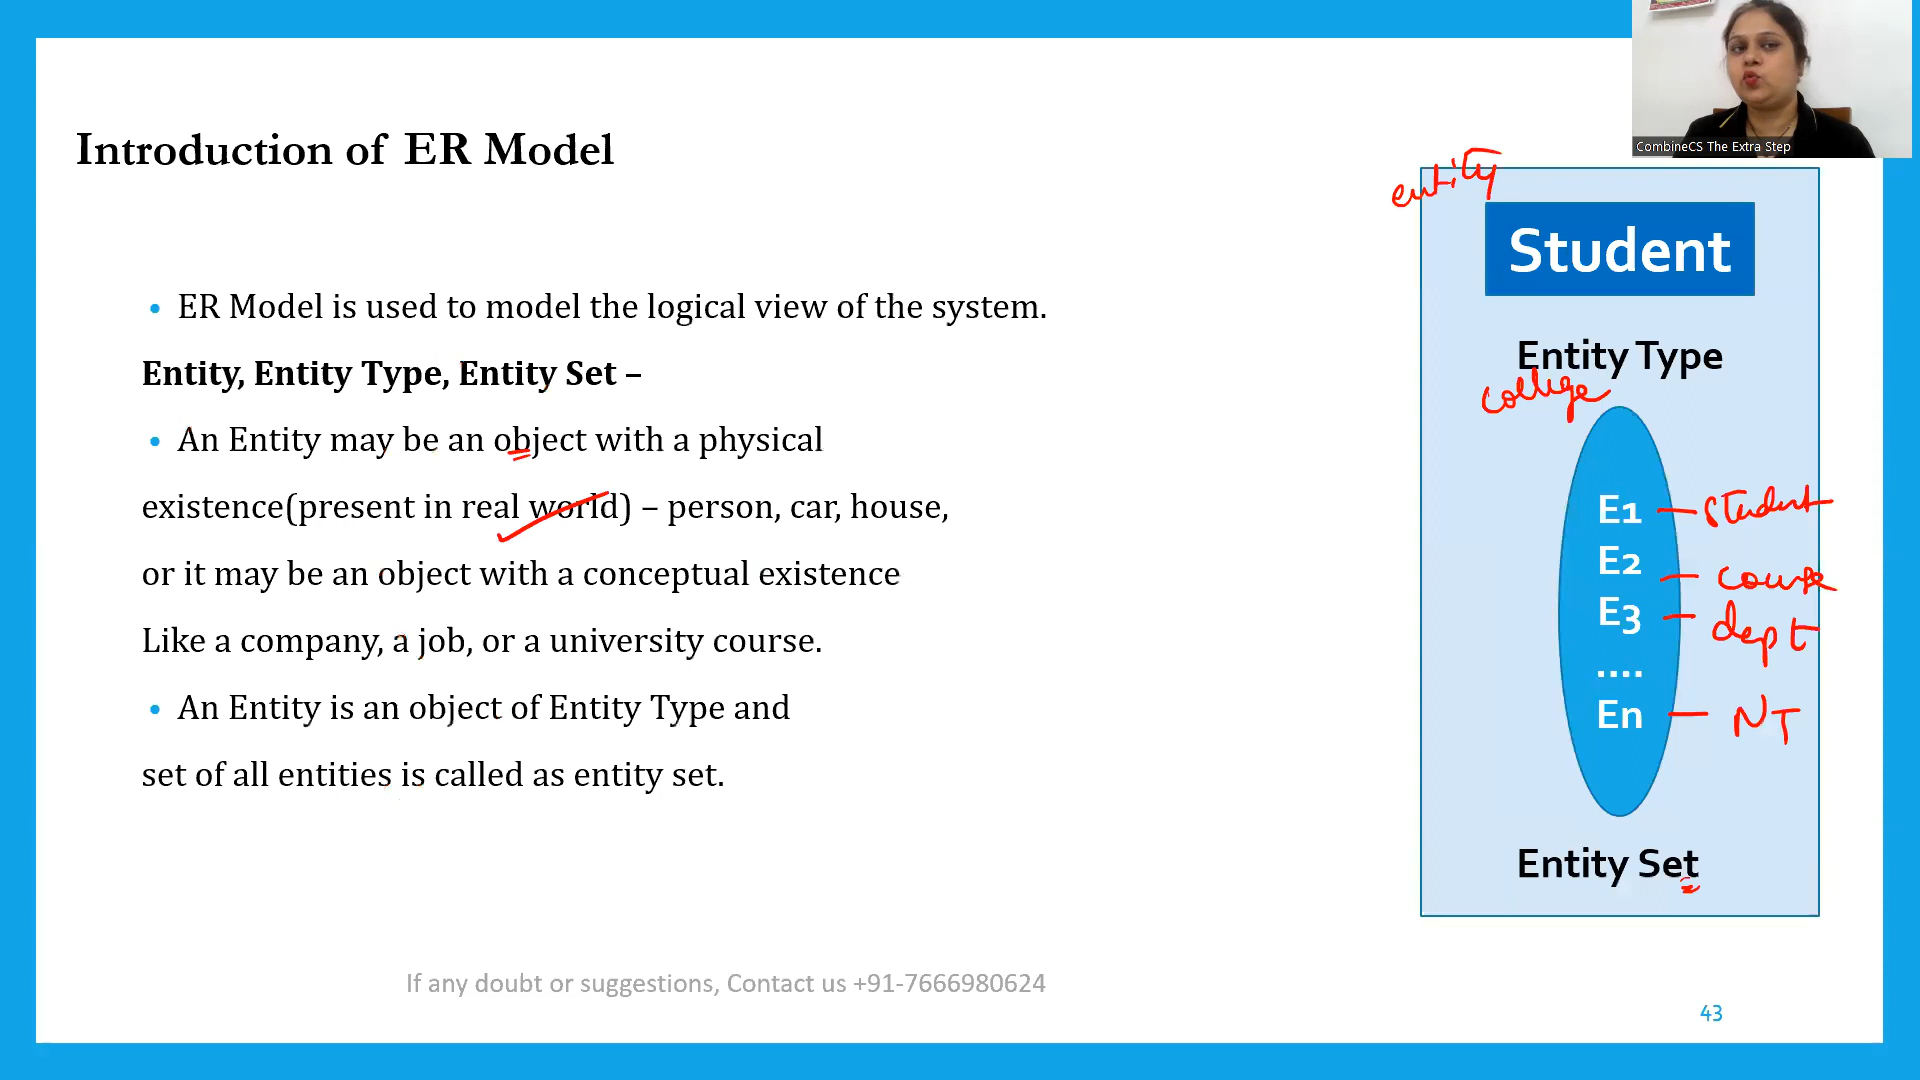 CombineCS The Extra Step
Introduction of ER Model
entity
Student
• ER Model is used to model the logical view of the system.
Entity, Entity Type, Entity Set –
• An Entity may be an object with a physical
existence(present in real world) – person, car, house,
or it may be an object with a conceptual existence
Like a company, a job, or a university course.
• An Entity is an object of Entity Type and
set of all entities is called as entity set.
Entity Type
college
E1 – Student
E2 – course
E3 – dept
....
En – NT
Entity Set
If any doubt or suggestions, Contact us +91-7666980624
43